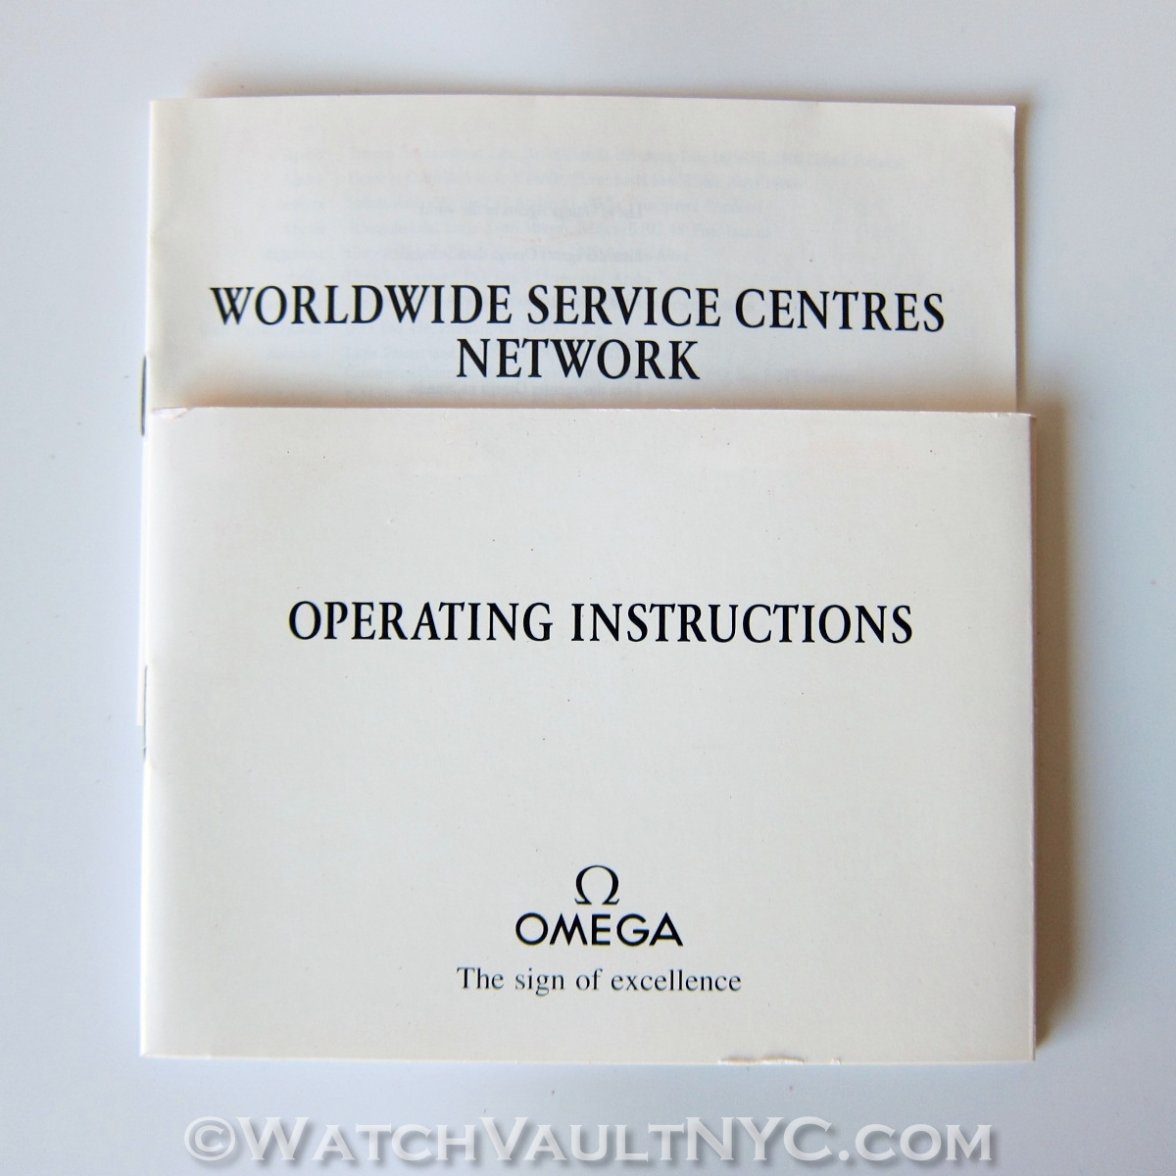 WORLDWIDE SERVICE CENTRES
NETWORK
OPERATING INSTRUCTIONS
Ω
OMEGA
The sign of excellence
©WATCHVAULTNYC.COM